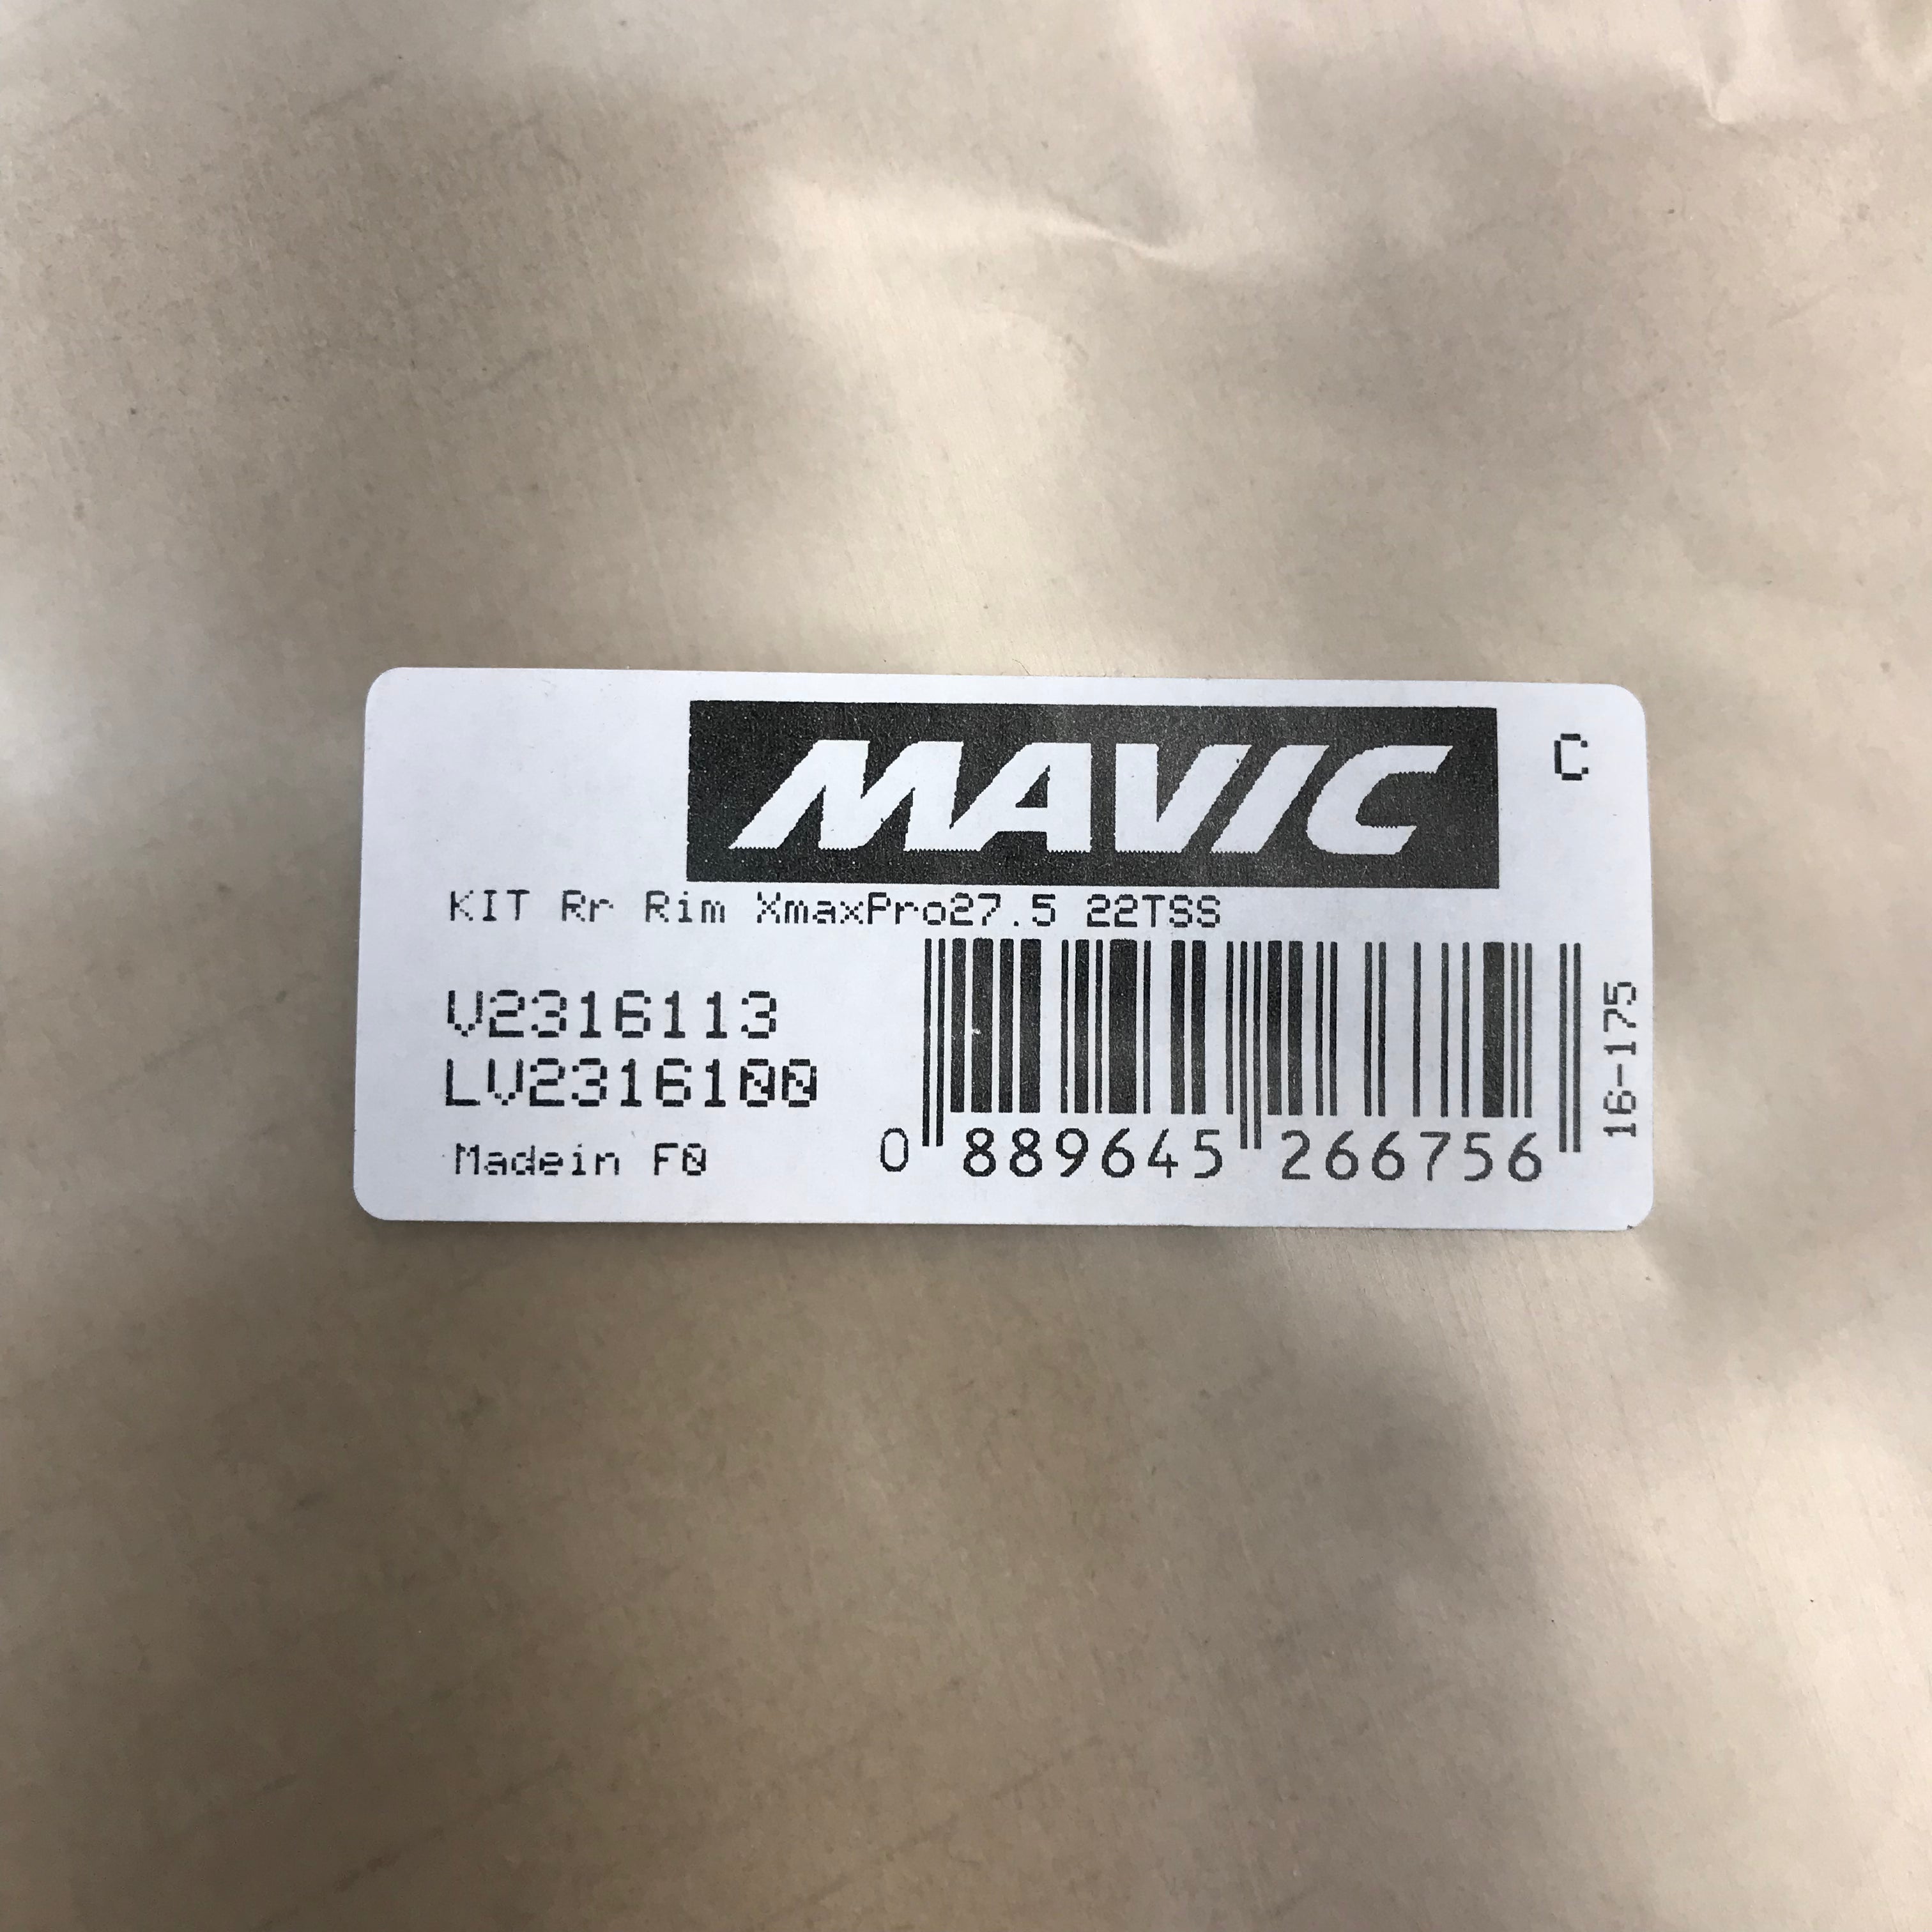 MAVIC
C
KIT Rr Rim XmaxPro27.5 22TSS
V2316113
LV2316100
Madein F0
0 889645 266756
16-175